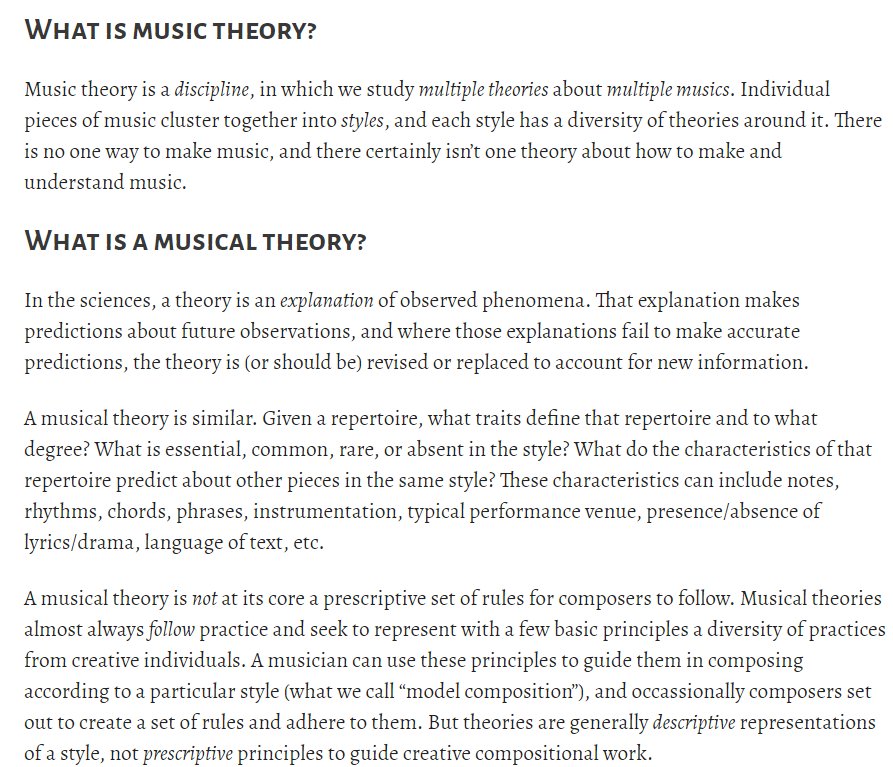 What is music theory?
Music theory is a discipline, in which we study multiple theories about multiple musics. Individual
pieces of music cluster together into styles, and each style has a diversity of theories around it. There
is no one way to make music, and there certainly isn’t one theory about how to make and
understand music.
What is a musical theory?
In the sciences, a theory is an explanation of observed phenomena. That explanation makes
predictions about future observations, and where those explanations fail to make accurate
predictions, the theory is (or should be) revised or replaced to account for new information.
A musical theory is similar. Given a repertoire, what traits define that repertoire and to what
degree? What is essential, common, rare, or absent in the style? What do the characteristics of that
repertoire predict about other pieces in the same style? These characteristics can include notes,
rhythms, chords, phrases, instrumentation, typical performance venue, presence/absence of
lyrics/drama, language of text, etc.
A musical theory is not at its core a prescriptive set of rules for composers to follow. Musical theories
almost always follow practice and seek to represent with a few basic principles a diversity of practices
from creative individuals. A musician can use these principles to guide them in composing
according to a particular style (what we call “model composition”), and occassionally composers set
out to create a set of rules and adhere to them. But theories are generally descriptive representations
of a style, not prescriptive principles to guide creative compositional work.